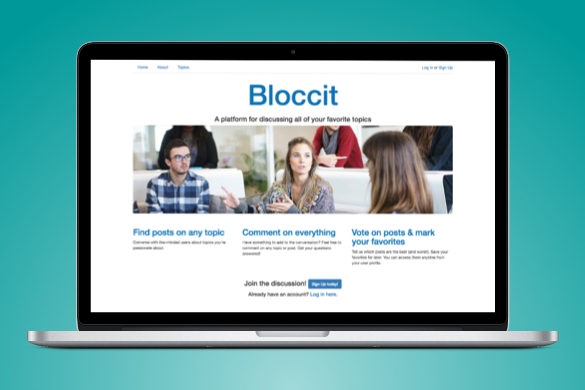 Home About Topics Log In or Sign Up
Bloccit
A platform for discussing all of your favorite topics
Find posts on any topic
Converse with like-minded users about topics you're
passionate about.
Comment on everything
Have something to add to the conversation? Feel free to
comment on any topic or post. Get your questions
answered!
Vote on posts & mark
your favorites
Tell us which posts are the best (and worst). Save your
favorites for later. You can access them anytime from
your user profile.
Join the discussion! Sign Up today!
Already have an account? Log in here.